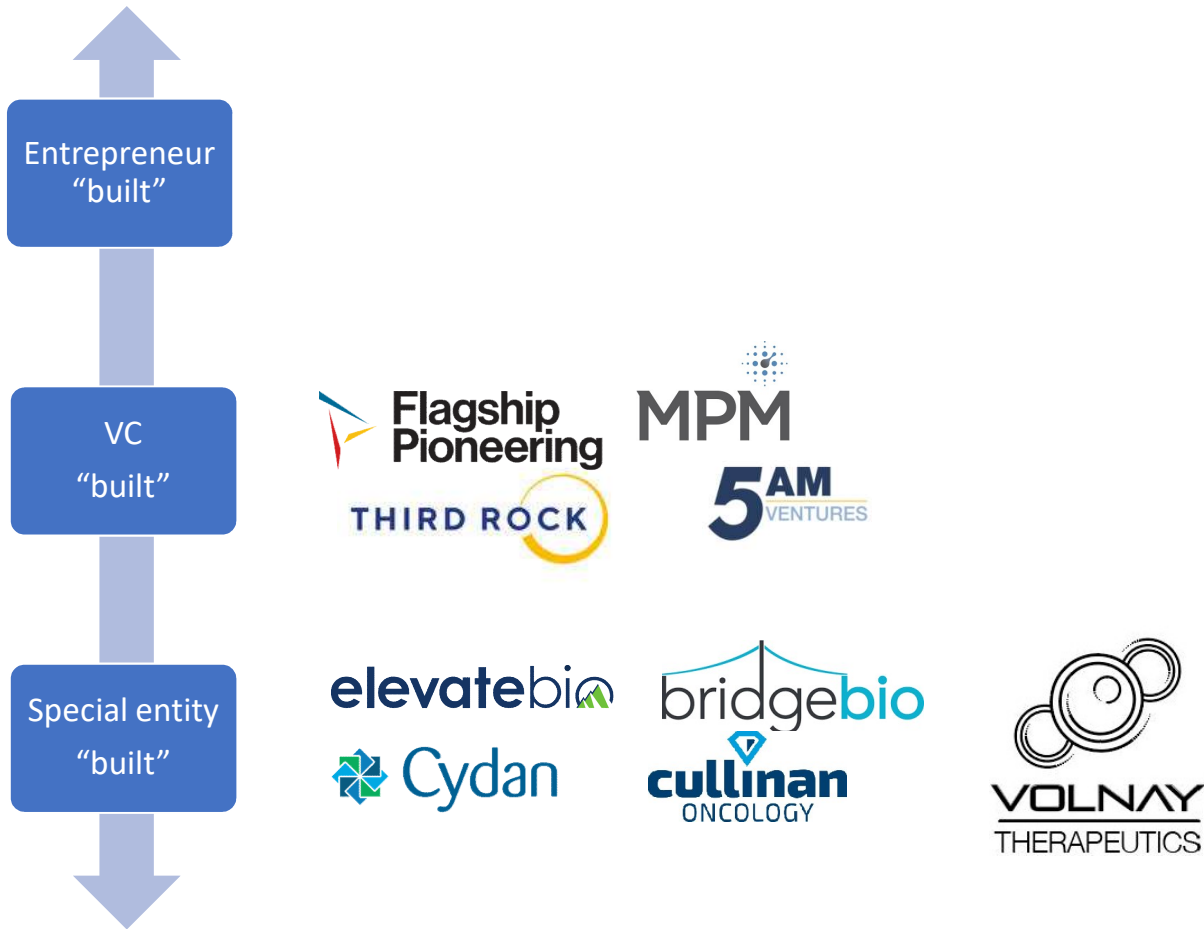 Entrepreneur
“built”
VC
“built”
Flagship
Pioneering
MPM
THIRD ROCK
5AM
VENTURES
Special entity
“built”
elevatebio
bridgebio
Cydan
cullinan
ONCOLOGY
VOLNAY
THERAPEUTICS